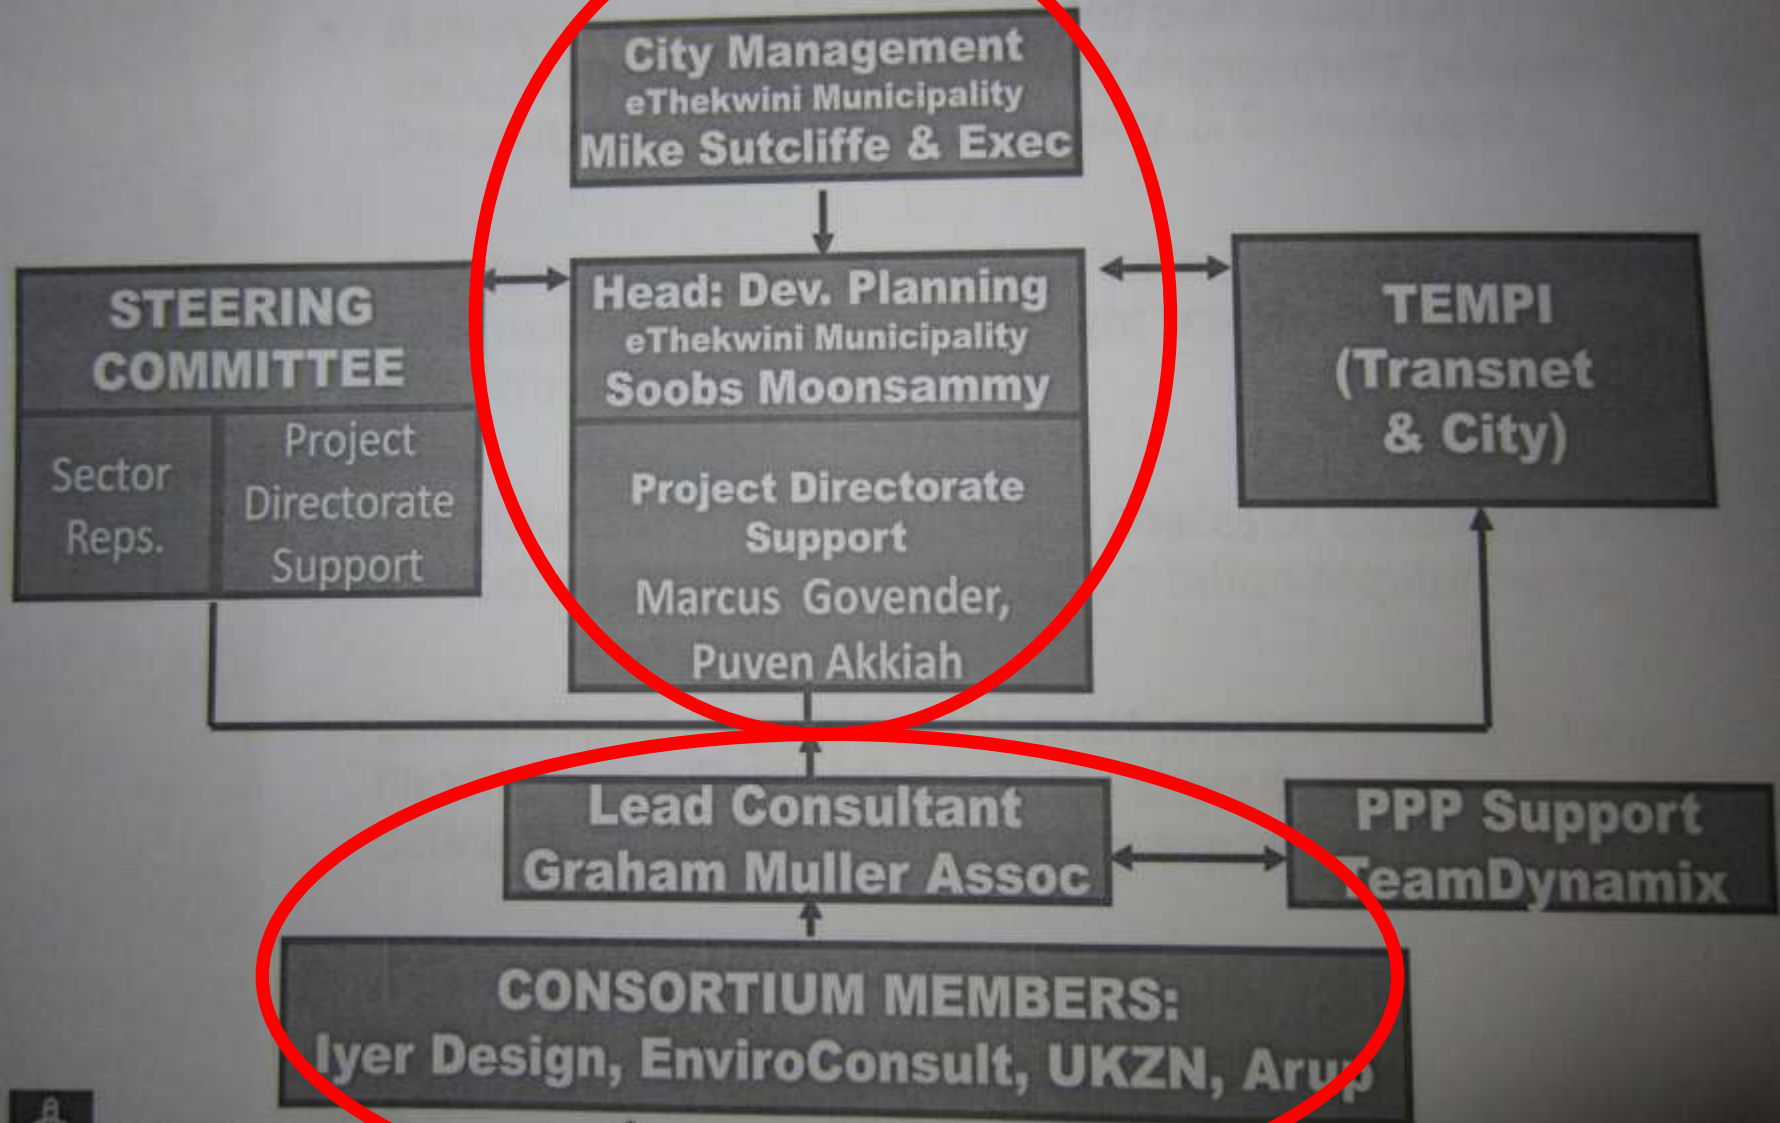 City Management
eThekwini Municipality
Mike Sutcliffe & Exec
STEERING
COMMITTEE
Sector
Reps.
Project
Directorate
Support
Head: Dev. Planning
eThekwini Municipality
Soobs Moonsammy
Project Directorate
Support
Marcus Govender,
Puven Akkiah
TEMPI
(Transnet
& City)
Lead Consultant
Graham Muller Assoc
PPP Support
TeamDynamix
CONSORTIUM MEMBERS:
Iyer Design, EnviroConsult, UKZN, Arup